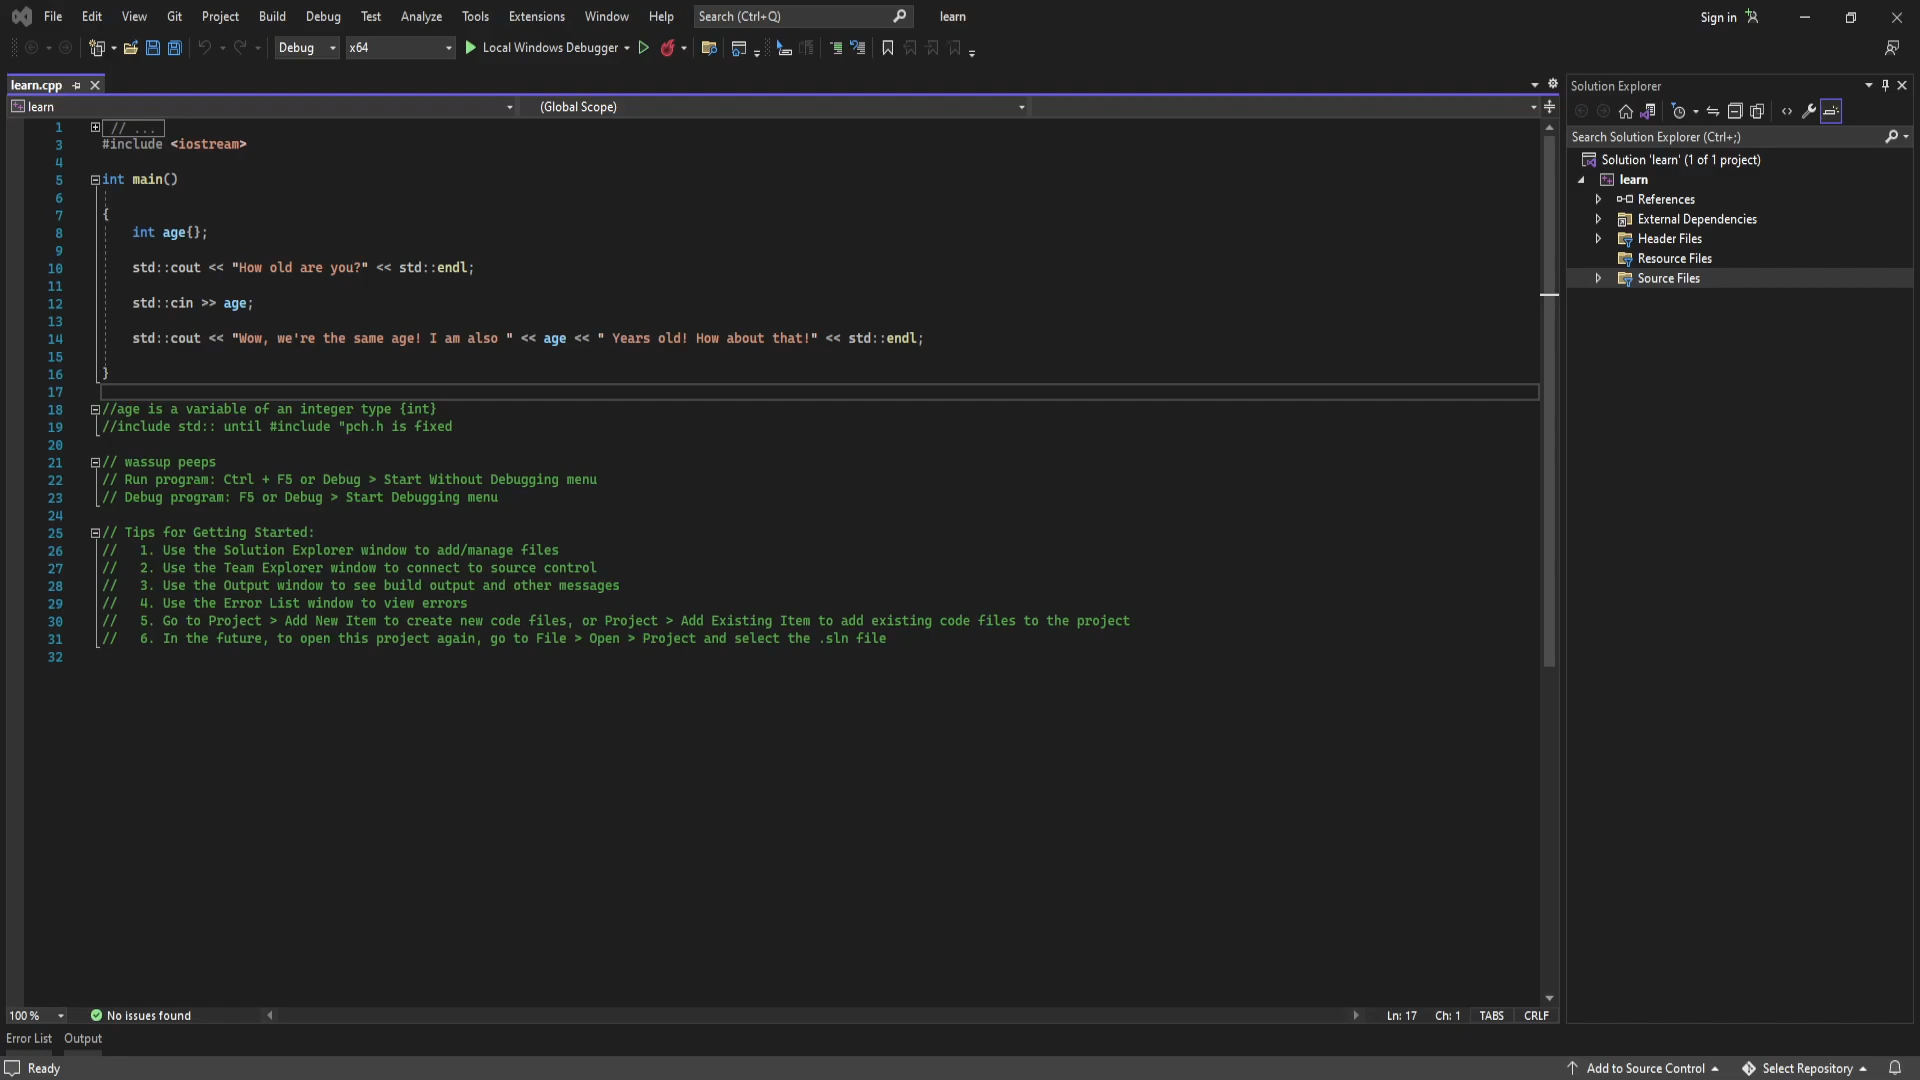 File Edit View Git Project Build Debug Test Analyze Tools Extensions Window Help Search (Ctrl+Q) learn Sign in
Debug x64 Local Windows Debugger
learn.cpp
learn (Global Scope)
1 // ...
3 #include <iostream>
4
5 int main()
6
7 {
8 int age{};
9
10 std::cout << "How old are you?" << std::endl;
11
12 std::cin >> age;
13
14 std::cout << "Wow, we're the same age! I am also " << age << " Years old! How about that!" << std::endl;
15
16 }
17
18 //age is a variable of an integer type {int}
19 //include std:: until #include "pch.h is fixed
20
21 // wassup peeps
22 // Run program: Ctrl + F5 or Debug > Start Without Debugging menu
23 // Debug program: F5 or Debug > Start Debugging menu
24
25 // Tips for Getting Started:
26 //   1. Use the Solution Explorer window to add/manage files
27 //   2. Use the Team Explorer window to connect to source control
28 //   3. Use the Output window to see build output and other messages
29 //   4. Use the Error List window to view errors
30 //   5. Go to Project > Add New Item to create new code files, or Project > Add Existing Item to add existing code files to the project
31 //   6. In the future, to open this project again, go to File > Open > Project and select the .sln file
32
100 % No issues found Ln: 17 Ch: 1 TABS CRLF
Solution Explorer
Search Solution Explorer (Ctrl+;)
Solution 'learn' (1 of 1 project)
learn
References
External Dependencies
Header Files
Resource Files
Source Files
Error List Output
Ready Add to Source Control Select Repository